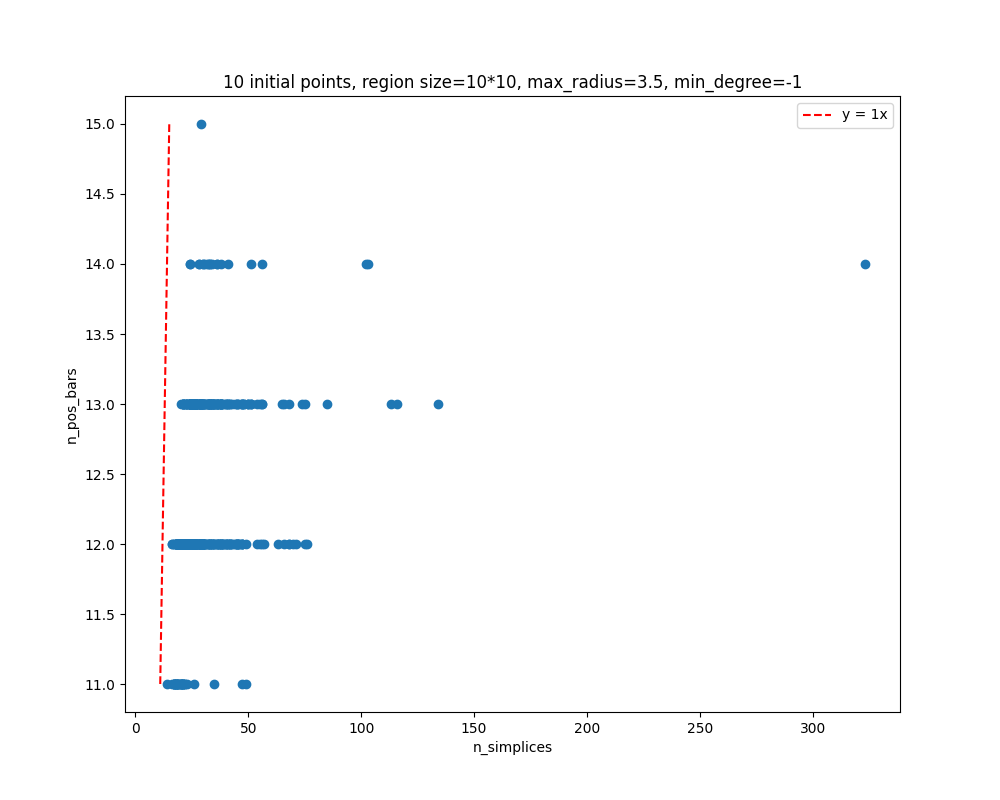 10 initial points, region size=10*10, max_radius=3.5, min_degree=-1
y = 1x
15.0
14.5
14.0
13.5
13.0
12.5
12.0
11.5
11.0
n_pos_bars
0 50 100 150 200 250 300
n_simplices